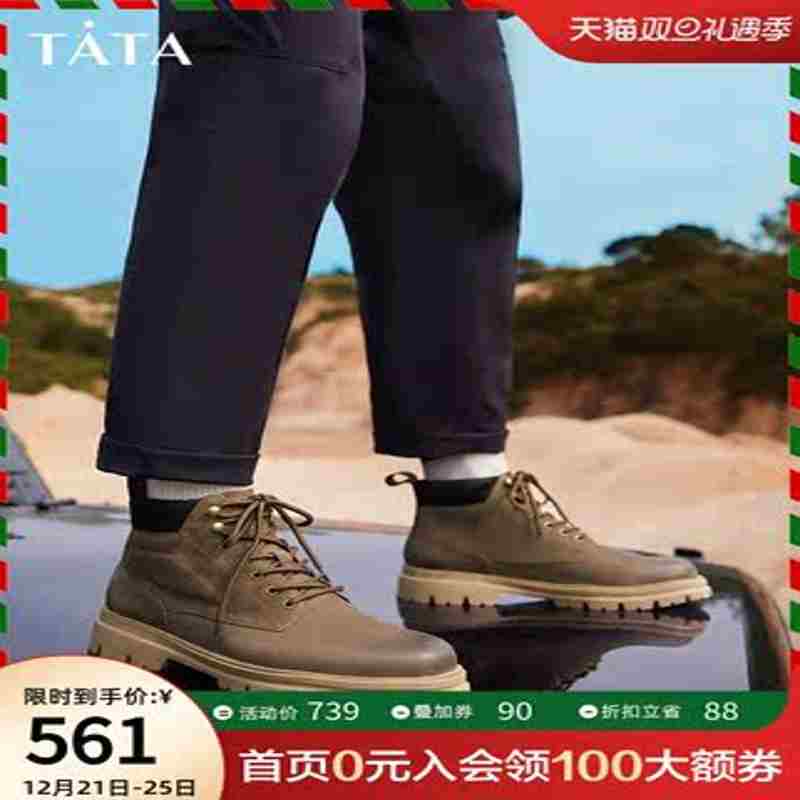 TATA
天猫双旦礼遇季
限时到手价:¥
561
12月21日-25日
活动价 739
叠加券 90
折扣立省 88
首页0元入会领100大额券